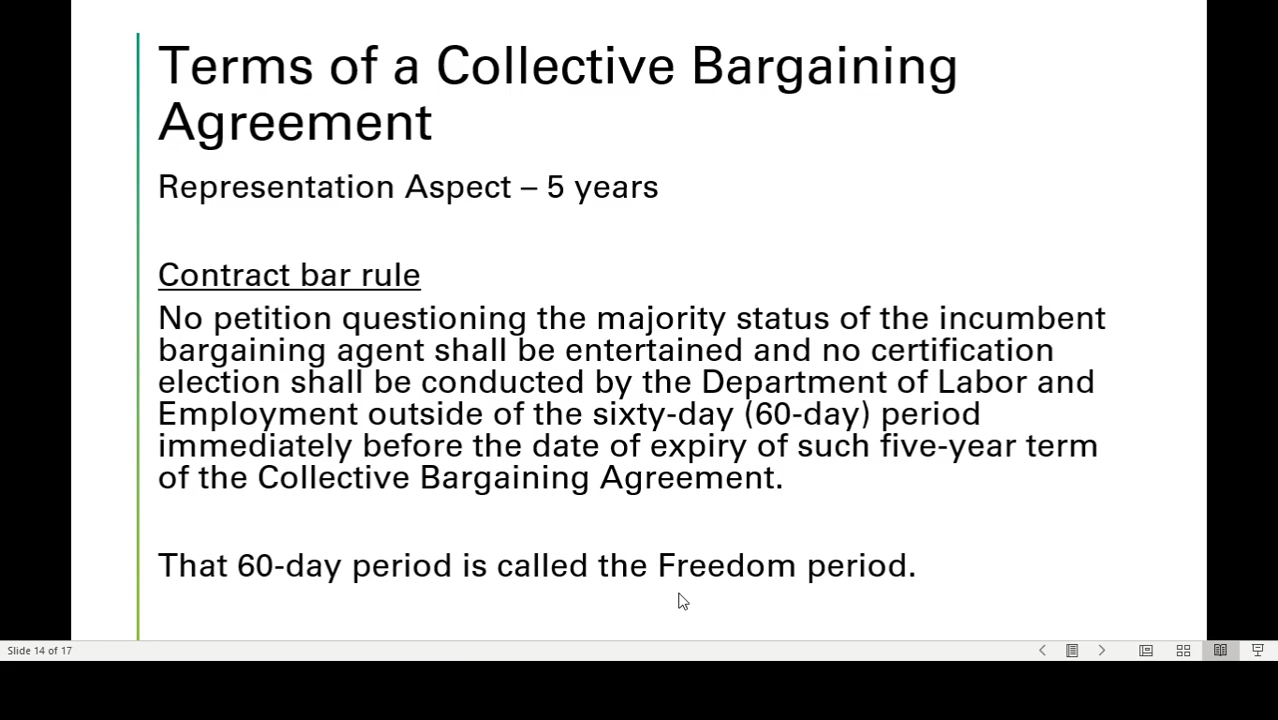 Terms of a Collective Bargaining
Agreement
Representation Aspect – 5 years
Contract bar rule
No petition questioning the majority status of the incumbent
bargaining agent shall be entertained and no certification
election shall be conducted by the Department of Labor and
Employment outside of the sixty-day (60-day) period
immediately before the date of expiry of such five-year term
of the Collective Bargaining Agreement.
That 60-day period is called the Freedom period.
Slide 14 of 17